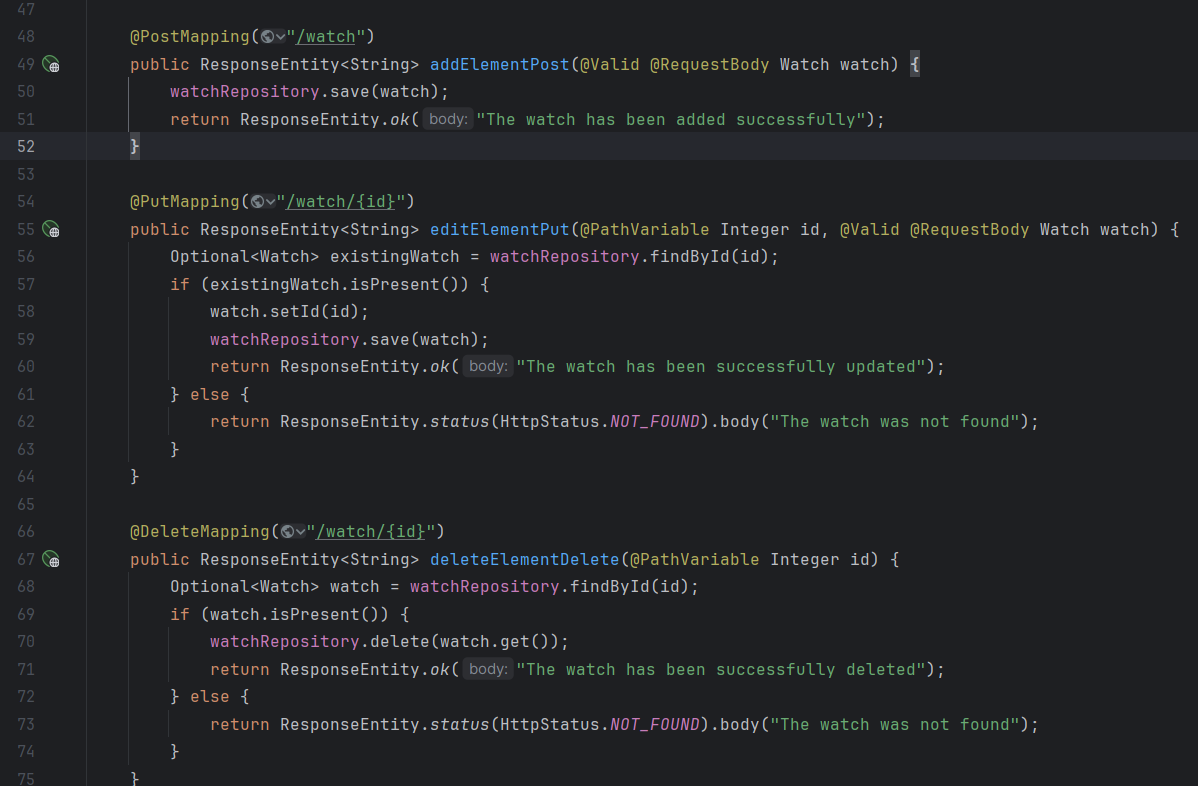 47
48 @PostMapping("/watch")
49 public ResponseEntity<String> addElementPost(@Valid @RequestBody Watch watch) {
50 watchRepository.save(watch);
51 return ResponseEntity.ok( body: "The watch has been added successfully");
52 }
53
54 @PutMapping("/watch/{id}")
55 public ResponseEntity<String> editElementPut(@PathVariable Integer id, @Valid @RequestBody Watch watch) {
56 Optional<Watch> existingWatch = watchRepository.findById(id);
57 if (existingWatch.isPresent()) {
58 watch.setId(id);
59 watchRepository.save(watch);
60 return ResponseEntity.ok( body: "The watch has been successfully updated");
61 } else {
62 return ResponseEntity.status(HttpStatus.NOT_FOUND).body("The watch was not found");
63 }
64 }
65
66 @DeleteMapping("/watch/{id}")
67 public ResponseEntity<String> deleteElementDelete(@PathVariable Integer id) {
68 Optional<Watch> watch = watchRepository.findById(id);
69 if (watch.isPresent()) {
70 watchRepository.delete(watch.get());
71 return ResponseEntity.ok( body: "The watch has been successfully deleted");
72 } else {
73 return ResponseEntity.status(HttpStatus.NOT_FOUND).body("The watch was not found");
74 }
75 }